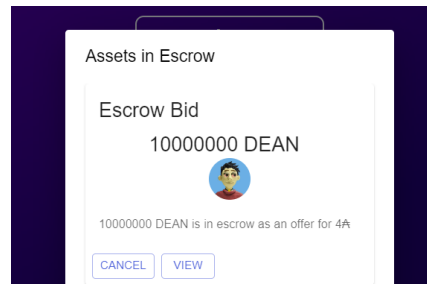 Assets in Escrow
Escrow Bid
10000000 DEAN
10000000 DEAN is in escrow as an offer for 4₳
CANCEL VIEW